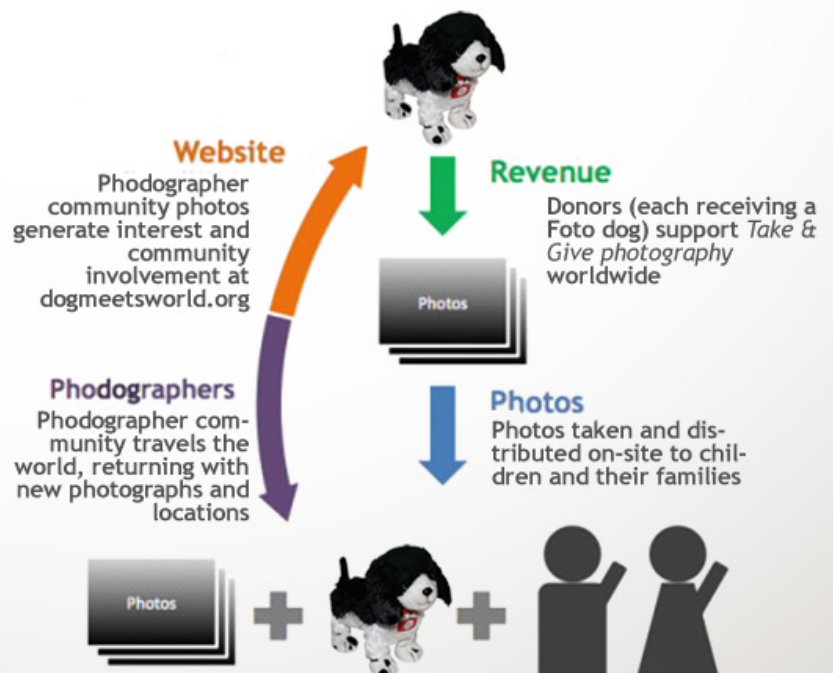 Website
Phodographer
community photos
generate interest and
community
involvement at
dogmeetsworld.org
Revenue
Donors (each receiving a
Foto dog) support Take &
Give photography
worldwide
Photos
Phodographers
Phodographer com-
munity travels the
world, returning with
new photographs and
locations
Photos
Photos taken and dis-
tributed on-site to chil-
dren and their families
Photos